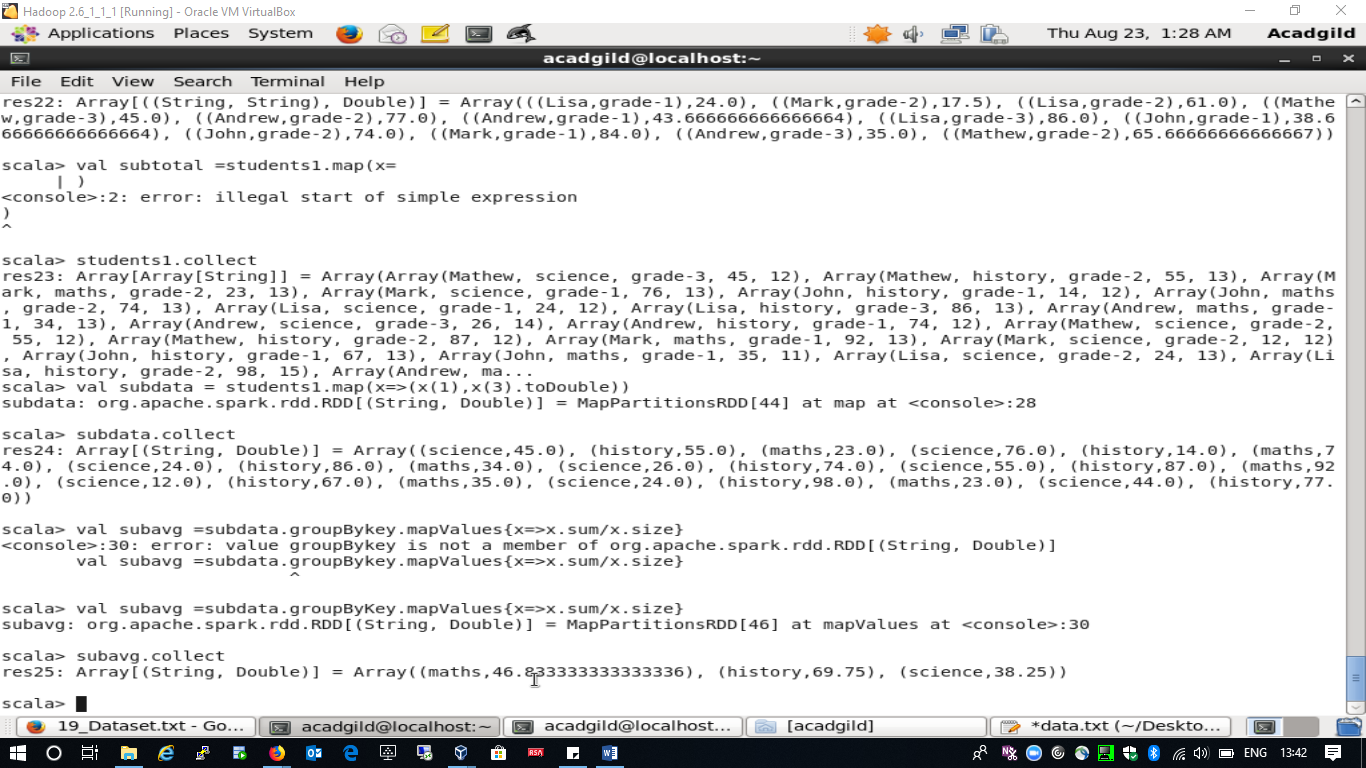 Hadoop 2.6_1_1_1 [Running] - Oracle VM VirtualBox
Applications Places System Thu Aug 23, 1:28 AM Acadgild
acadgild@localhost:~
File Edit View Search Terminal Help
res22: Array[((String, String), Double)] = Array(((Lisa,grade-1),24.0), ((Mark,grade-2),17.5), ((Lisa,grade-2),61.0), ((Mathe
w,grade-3),45.0), ((Andrew,grade-2),77.0), ((Andrew,grade-1),43.666666666666664), ((Lisa,grade-3),86.0), ((John,grade-1),38.6
66666666666664), ((John,grade-2),74.0), ((Mark,grade-1),84.0), ((Andrew,grade-3),35.0), ((Mathew,grade-2),65.66666666666667))
scala> val subtotal =students1.map(x=
| )
<console>:2: error: illegal start of simple expression
)
^
scala> students1.collect
res23: Array[Array[String]] = Array(Array(Mathew, science, grade-3, 45, 12), Array(Mathew, history, grade-2, 55, 13), Array(M
ark, maths, grade-2, 23, 13), Array(Mark, science, grade-1, 76, 13), Array(John, history, grade-1, 14, 12), Array(John, maths
, grade-2, 74, 13), Array(Lisa, science, grade-1, 24, 12), Array(Lisa, history, grade-3, 86, 13), Array(Andrew, maths, grade-
1, 34, 13), Array(Andrew, science, grade-3, 26, 14), Array(Andrew, history, grade-1, 74, 12), Array(Mathew, science, grade-2,
55, 12), Array(Mathew, history, grade-2, 87, 12), Array(Mark, maths, grade-1, 92, 13), Array(Mark, science, grade-2, 12, 12)
, Array(John, history, grade-1, 67, 13), Array(John, maths, grade-1, 35, 11), Array(Lisa, science, grade-2, 24, 13), Array(Li
sa, history, grade-2, 98, 15), Array(Andrew, ma...
scala> val subdata = students1.map(x=>(x(1),x(3).toDouble))
subdata: org.apache.spark.rdd.RDD[(String, Double)] = MapPartitionsRDD[44] at map at <console>:28
scala> subdata.collect
res24: Array[(String, Double)] = Array((science,45.0), (history,55.0), (maths,23.0), (science,76.0), (history,14.0), (maths,7
4.0), (science,24.0), (history,86.0), (maths,34.0), (science,26.0), (history,74.0), (science,55.0), (history,87.0), (maths,92
.0), (science,12.0), (history,67.0), (maths,35.0), (science,24.0), (history,98.0), (maths,23.0), (science,44.0), (history,77.
0))
scala> val subavg =subdata.groupBykey.mapValues{x=>x.sum/x.size}
<console>:30: error: value groupBykey is not a member of org.apache.spark.rdd.RDD[(String, Double)]
val subavg =subdata.groupBykey.mapValues{x=>x.sum/x.size}
^
scala> val subavg =subdata.groupByKey.mapValues{x=>x.sum/x.size}
subavg: org.apache.spark.rdd.RDD[(String, Double)] = MapPartitionsRDD[46] at mapValues at <console>:30
scala> subavg.collect
res25: Array[(String, Double)] = Array((maths,46.833333333333336), (history,69.75), (science,38.25))
scala>
19_Dataset.txt - Go... acadgild@localhost:~ acadgild@localhost... [acadgild] *data.txt (~/Deskto...
RSA ENG 13:42